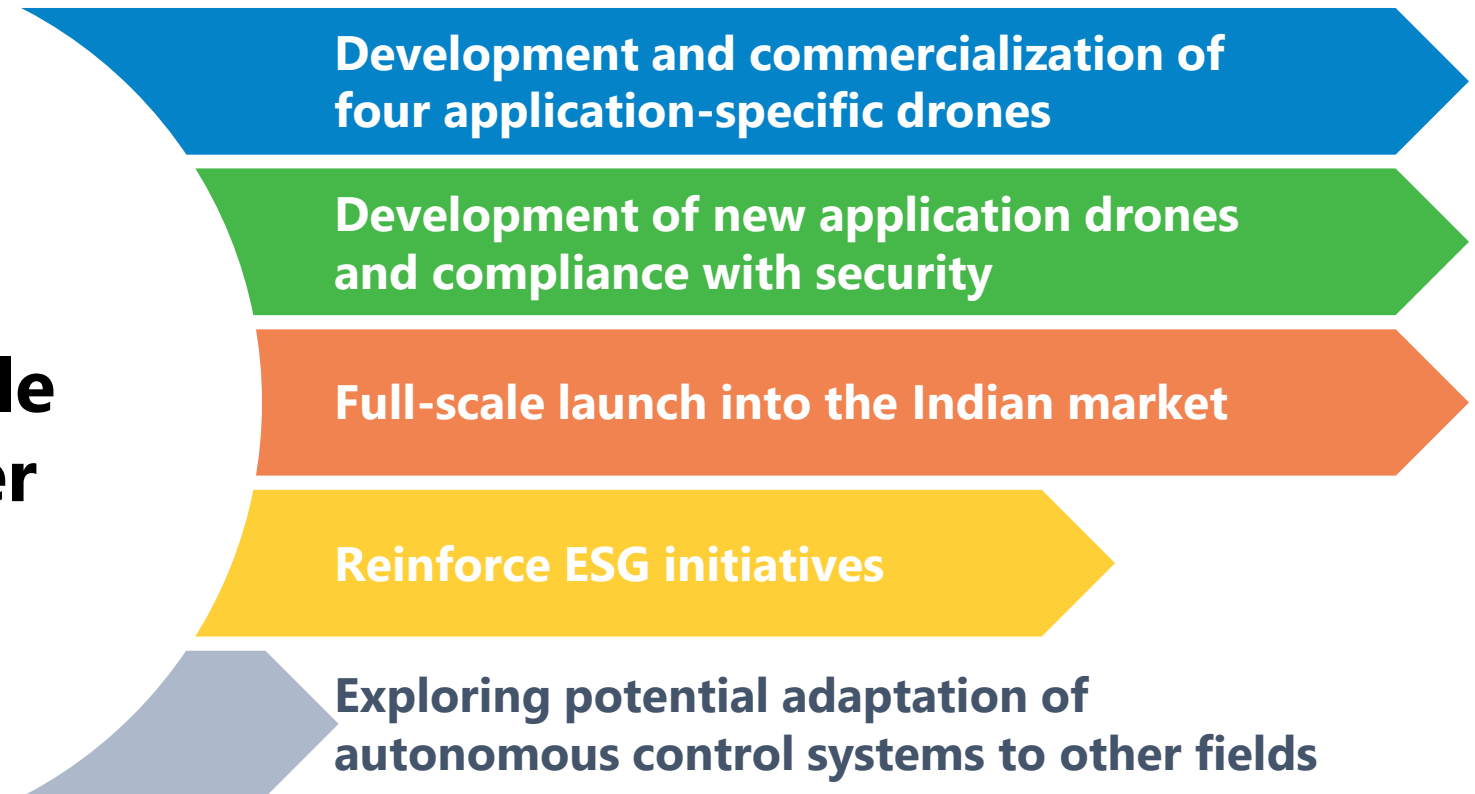 Development and commercialization of
four application-specific drones
Development of new application drones
and compliance with security
Full-scale launch into the Indian market
Reinforce ESG initiatives
Exploring potential adaptation of
autonomous control systems to other fields